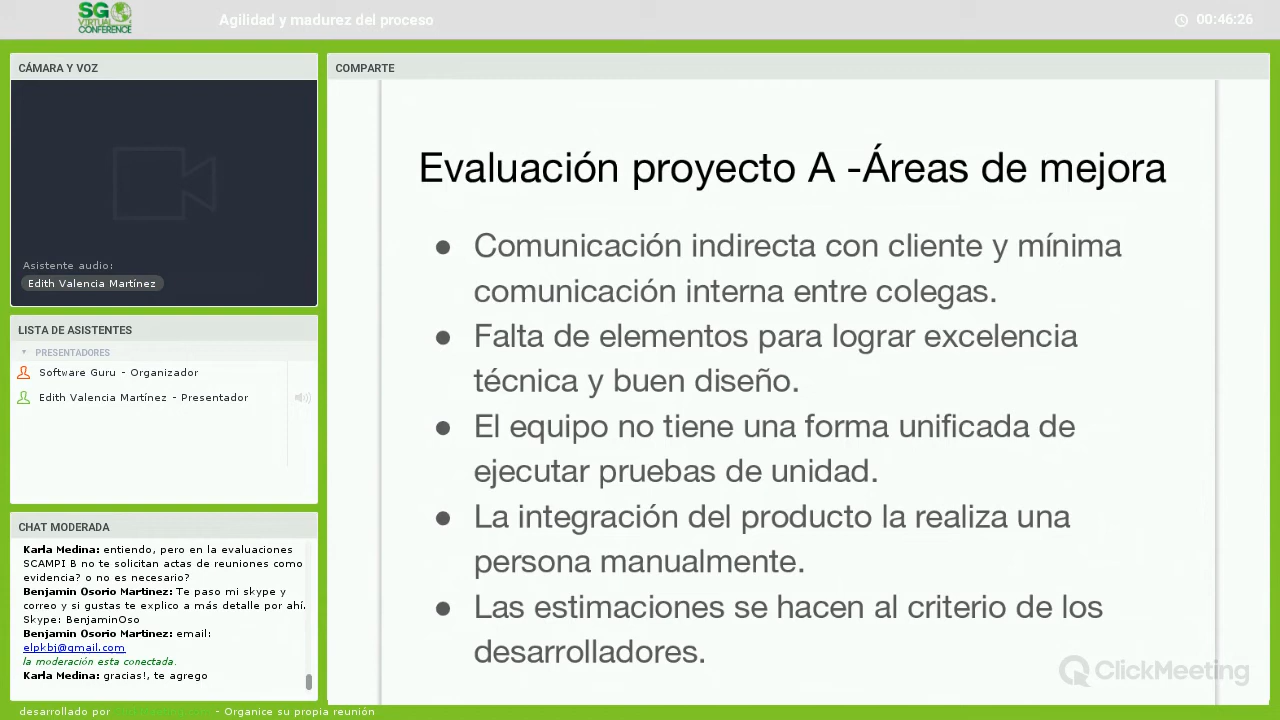 SG
VIRTUAL
CONFERENCE
Agilidad y madurez del proceso
00:46:26
CÁMARA Y VOZ
Asistente audio:
Edith Valencia Martínez
LISTA DE ASISTENTES
PRESENTADORES
Software Guru - Organizador
Edith Valencia Martínez - Presentador
CHAT MODERADA
Karla Medina: entiendo, pero en la evaluaciones
SCAMPI B no te solicitan actas de reuniones como
evidencia? o no es necesario?
Benjamin Osorio Martinez: Te paso mi skype y
correo y si gustas te explico a más detalle por ahí.
Skype: BenjaminOso
Benjamin Osorio Martinez: email:
elpkbj@gmail.com
la moderación esta conectada.
Karla Medina: gracias!, te agrego
desarrollado por
- Organice su propia reunión
COMPARTE
Evaluación proyecto A -Áreas de mejora
● Comunicación indirecta con cliente y mínima
comunicación interna entre colegas.
● Falta de elementos para lograr excelencia
técnica y buen diseño.
● El equipo no tiene una forma unificada de
ejecutar pruebas de unidad.
● La integración del producto la realiza una
persona manualmente.
● Las estimaciones se hacen al criterio de los
desarrolladores.
ClickMeeting